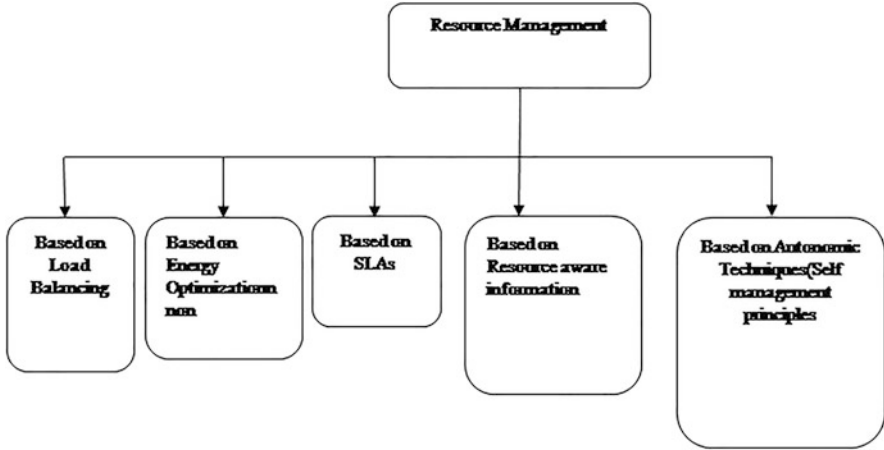 Resource Management
Based on
Load
Balancing
Based on
Energy
Optimizationn
non
Based on
SLAs
Based on
Resource aware
information
Based on Autonomic
Techniques(Self
management
principles